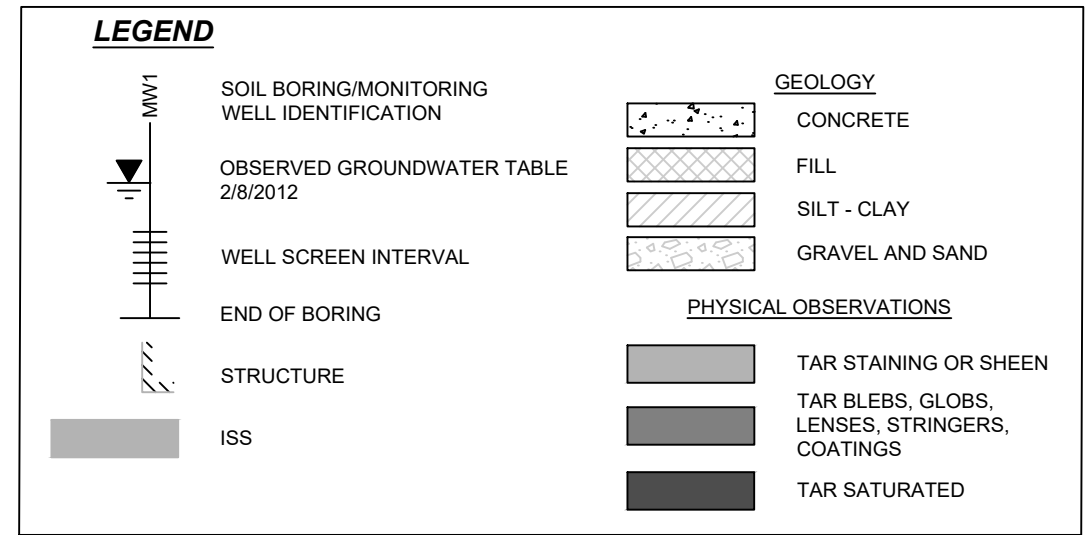 LEGEND
MW1
SOIL BORING/MONITORING
WELL IDENTIFICATION
OBSERVED GROUNDWATER TABLE
2/8/2012
WELL SCREEN INTERVAL
END OF BORING
STRUCTURE
ISS
GEOLOGY
CONCRETE
FILL
SILT - CLAY
GRAVEL AND SAND
PHYSICAL OBSERVATIONS
TAR STAINING OR SHEEN
TAR BLEBS, GLOBS,
LENSES, STRINGERS,
COATINGS
TAR SATURATED